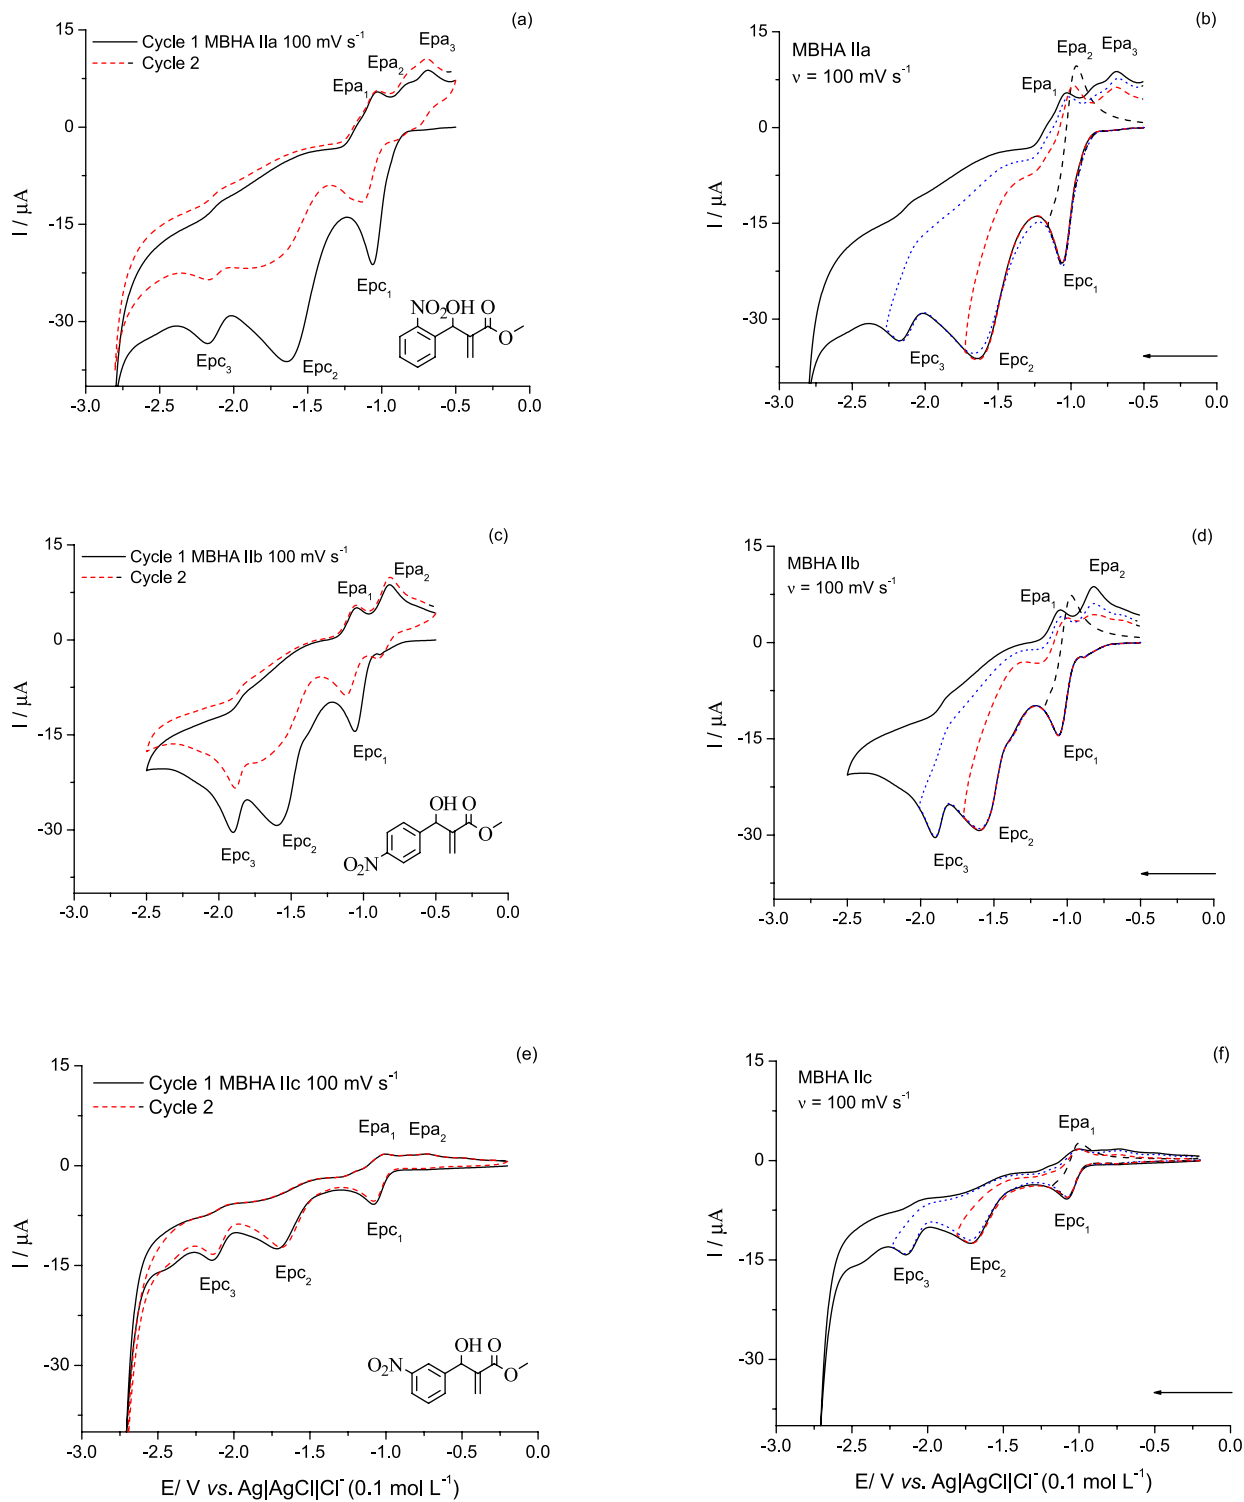 (a)
Cycle 1 MBHA IIa 100 mV s⁻¹
Cycle 2
Epa₃
Epa₂
Epa₁
15
0
-15
-30
I / μA
Epc₁
Epc₂
Epc₃
NO₂ OH O
O
-3.0 -2.5 -2.0 -1.5 -1.0 -0.5 0.0
(b)
MBHA IIa
ν = 100 mV s⁻¹
Epa₂ Epa₃
Epa₁
15
0
-15
-30
I / μA
Epc₁
Epc₂
Epc₃
-3.0 -2.5 -2.0 -1.5 -1.0 -0.5 0.0
(c)
Cycle 1 MBHA IIb 100 mV s⁻¹
Cycle 2
Epa₂
Epa₁
15
0
-15
-30
I / μA
Epc₁
Epc₂
Epc₃
OH O
O
O₂N
-3.0 -2.5 -2.0 -1.5 -1.0 -0.5 0.0
(d)
MBHA IIb
ν = 100 mV s⁻¹
Epa₂
Epa₁
15
0
-15
-30
I / μA
Epc₁
Epc₂
Epc₃
-3.0 -2.5 -2.0 -1.5 -1.0 -0.5 0.0
(e)
Cycle 1 MBHA IIc 100 mV s⁻¹
Cycle 2
Epa₁ Epa₂
15
0
-15
-30
I / μA
Epc₁
Epc₂
Epc₃
OH O
O₂N
O
-3.0 -2.5 -2.0 -1.5 -1.0 -0.5 0.0
E/ V vs. Ag|AgCl||Cl⁻ (0.1 mol L⁻¹)
(f)
MBHA IIc
ν = 100 mV s⁻¹
Epa₁
15
0
-15
-30
I / μA
Epc₁
Epc₂
Epc₃
-3.0 -2.5 -2.0 -1.5 -1.0 -0.5 0.0
E/ V vs. Ag|AgCl||Cl⁻ (0.1 mol L⁻¹)